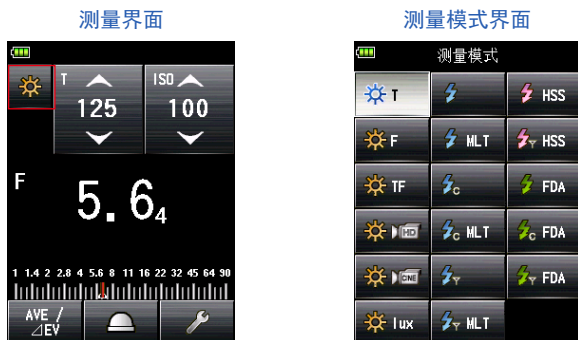 测量界面
T
ISO
125
100
F
5.6₄
1 1.4 2 2.8 4 5.6 8 11 16 22 32 45 64 90
AVE /
⊿EV
测量模式界面
测量模式
T
HSS
F
MLT
HSS
TF
C
FDA
HD
C MLT
C FDA
CINE
FDA
lux
MLT